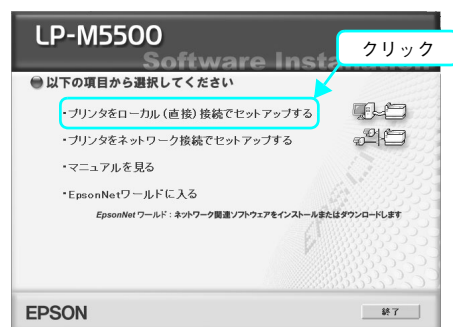 LP-M5500
Software Insta
クリック
以下の項目から選択してください
・プリンタをローカル(直接)接続でセットアップする
・プリンタをネットワーク接続でセットアップする
・マニュアルを見る
・EpsonNetワールドに入る
EpsonNet ワールド:ネットワーク関連ソフトウェアをインストールまたはダウンロードします
EPSON
EPSON
終了